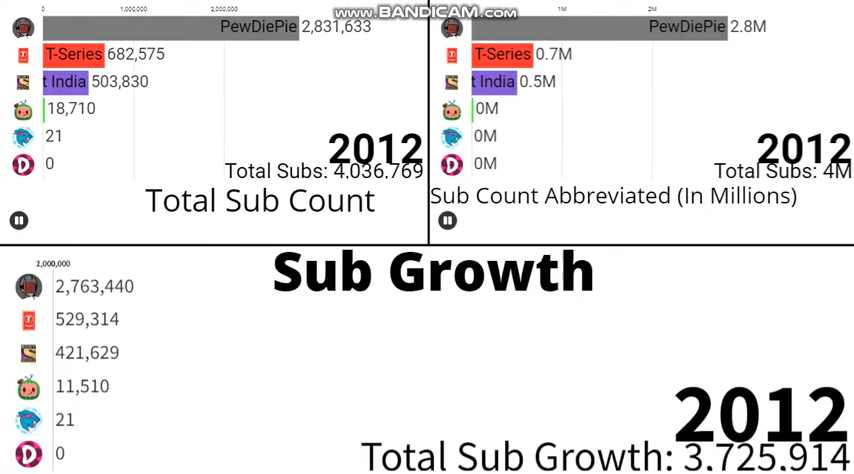 www.BANDICAM.com
0 1,000,000 2,000,000
PewDiePie 2,831,633
T-Series 682,575
t India 503,830
18,710
21
0
2012
Total Subs: 4.036.769
Total Sub Count
1M 2M
PewDiePie 2.8M
T-Series 0.7M
t India 0.5M
0M
0M
0M
2012
Total Subs: 4M
Sub Count Abbreviated (In Millions)
Sub Growth
2,000,000
2,763,440
529,314
421,629
11,510
21
0
2012
Total Sub Growth: 3,725,914